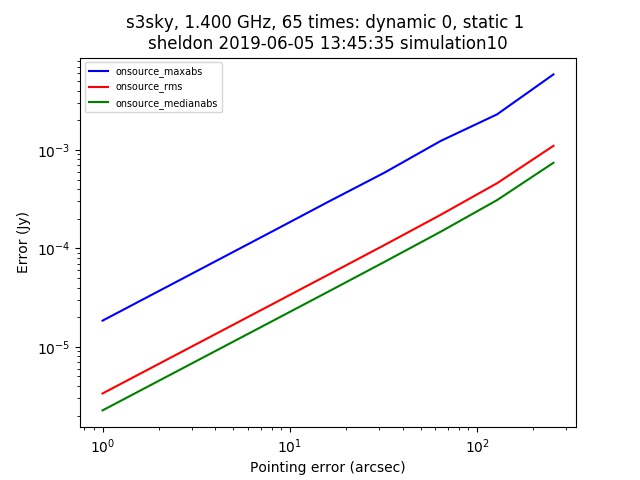 s3sky, 1.400 GHz, 65 times: dynamic 0, static 1
sheldon 2019-06-05 13:45:35 simulation10
onsource_maxabs
onsource_rms
onsource_medianabs
Error (Jy)
10⁻³
10⁻⁴
10⁻⁵
10⁰
10¹
10²
Pointing error (arcsec)